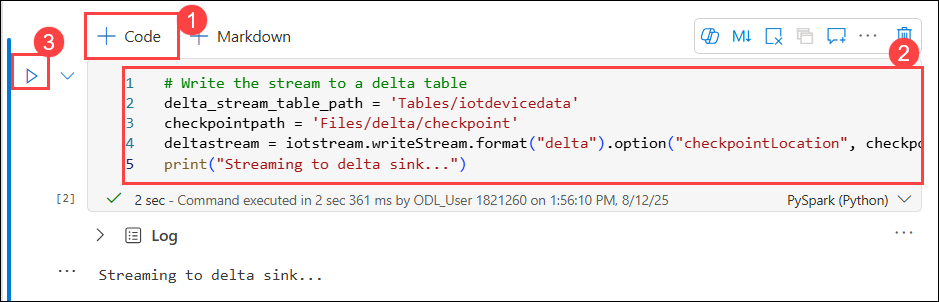 1
+ Code
+ Markdown
M↓
2
3
1 # Write the stream to a delta table
2 delta_stream_table_path = 'Tables/iotdevicedata'
3 checkpointpath = 'Files/delta/checkpoint'
4 deltastream = iotstream.writeStream.format("delta").option("checkpointLocation", checkpo
5 print("Streaming to delta sink...")
[2]
2 sec - Command executed in 2 sec 361 ms by ODL_User 1821260 on 1:56:10 PM, 8/12/25
PySpark (Python)
Log
Streaming to delta sink...